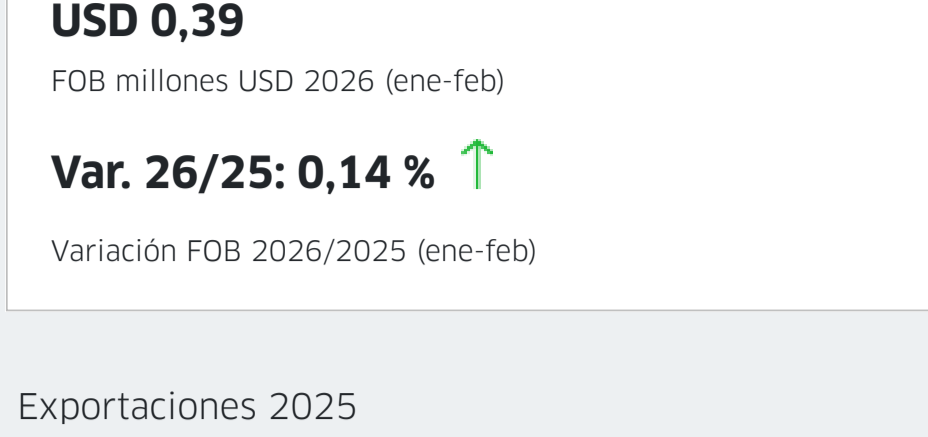 USD 0,39
FOB millones USD 2026 (ene-feb)
Var. 26/25: 0,14 %
Variación FOB 2026/2025 (ene-feb)
Exportaciones 2025